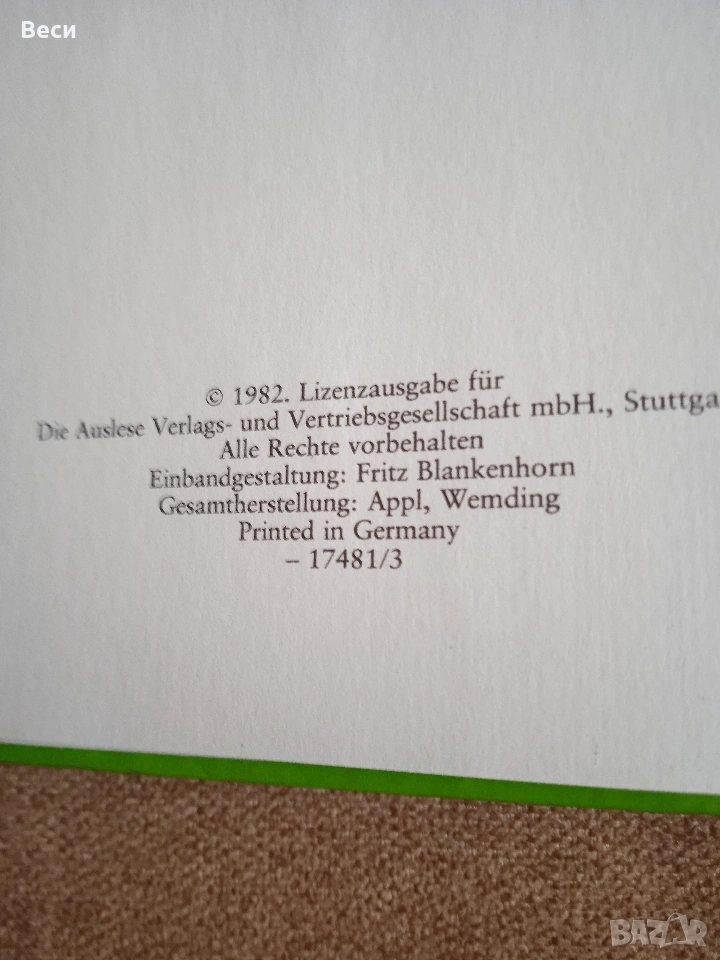 Веси
© 1982. Lizenzausgabe für
Die Auslese Verlags- und Vertriebsgesellschaft mbH., Stuttga
Alle Rechte vorbehalten
Einbandgestaltung: Fritz Blankenhorn
Gesamtherstellung: Appl, Wemding
Printed in Germany
– 17481/3
BAZAR